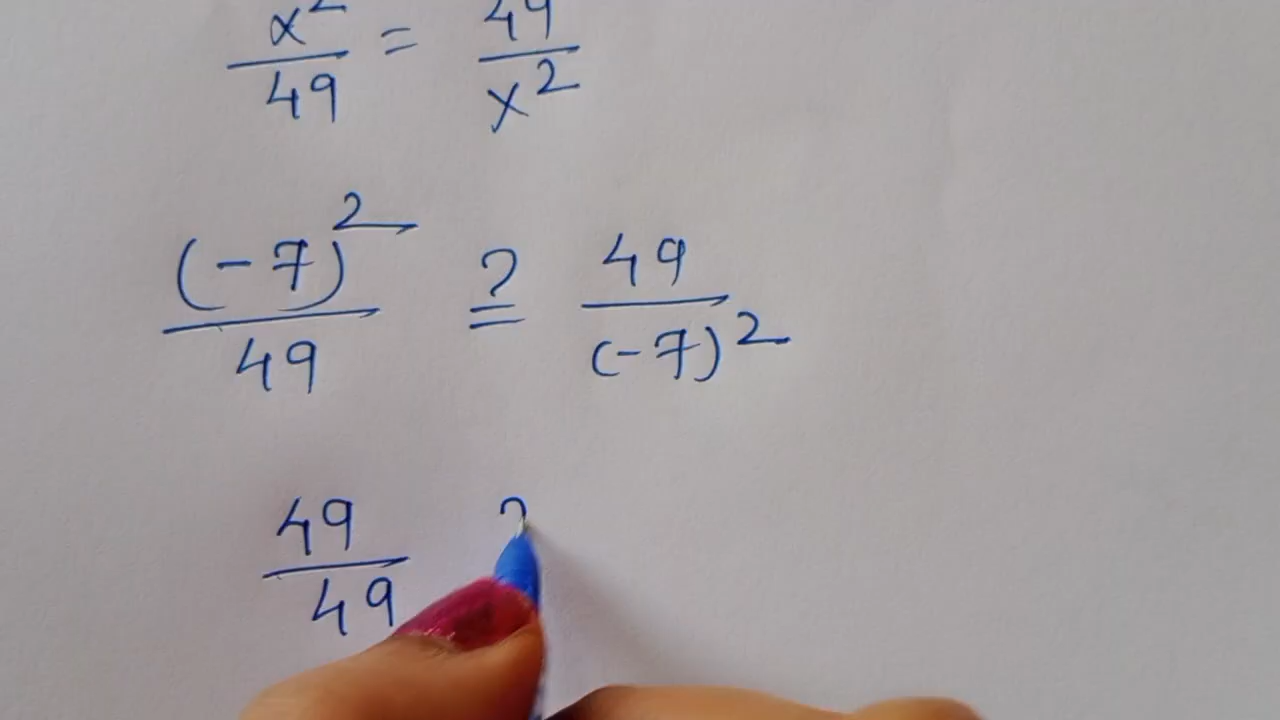 x² / 49 = 49 / x²
(-7)² / 49 ≟ 49 / (-7)²
49 / 49 ?